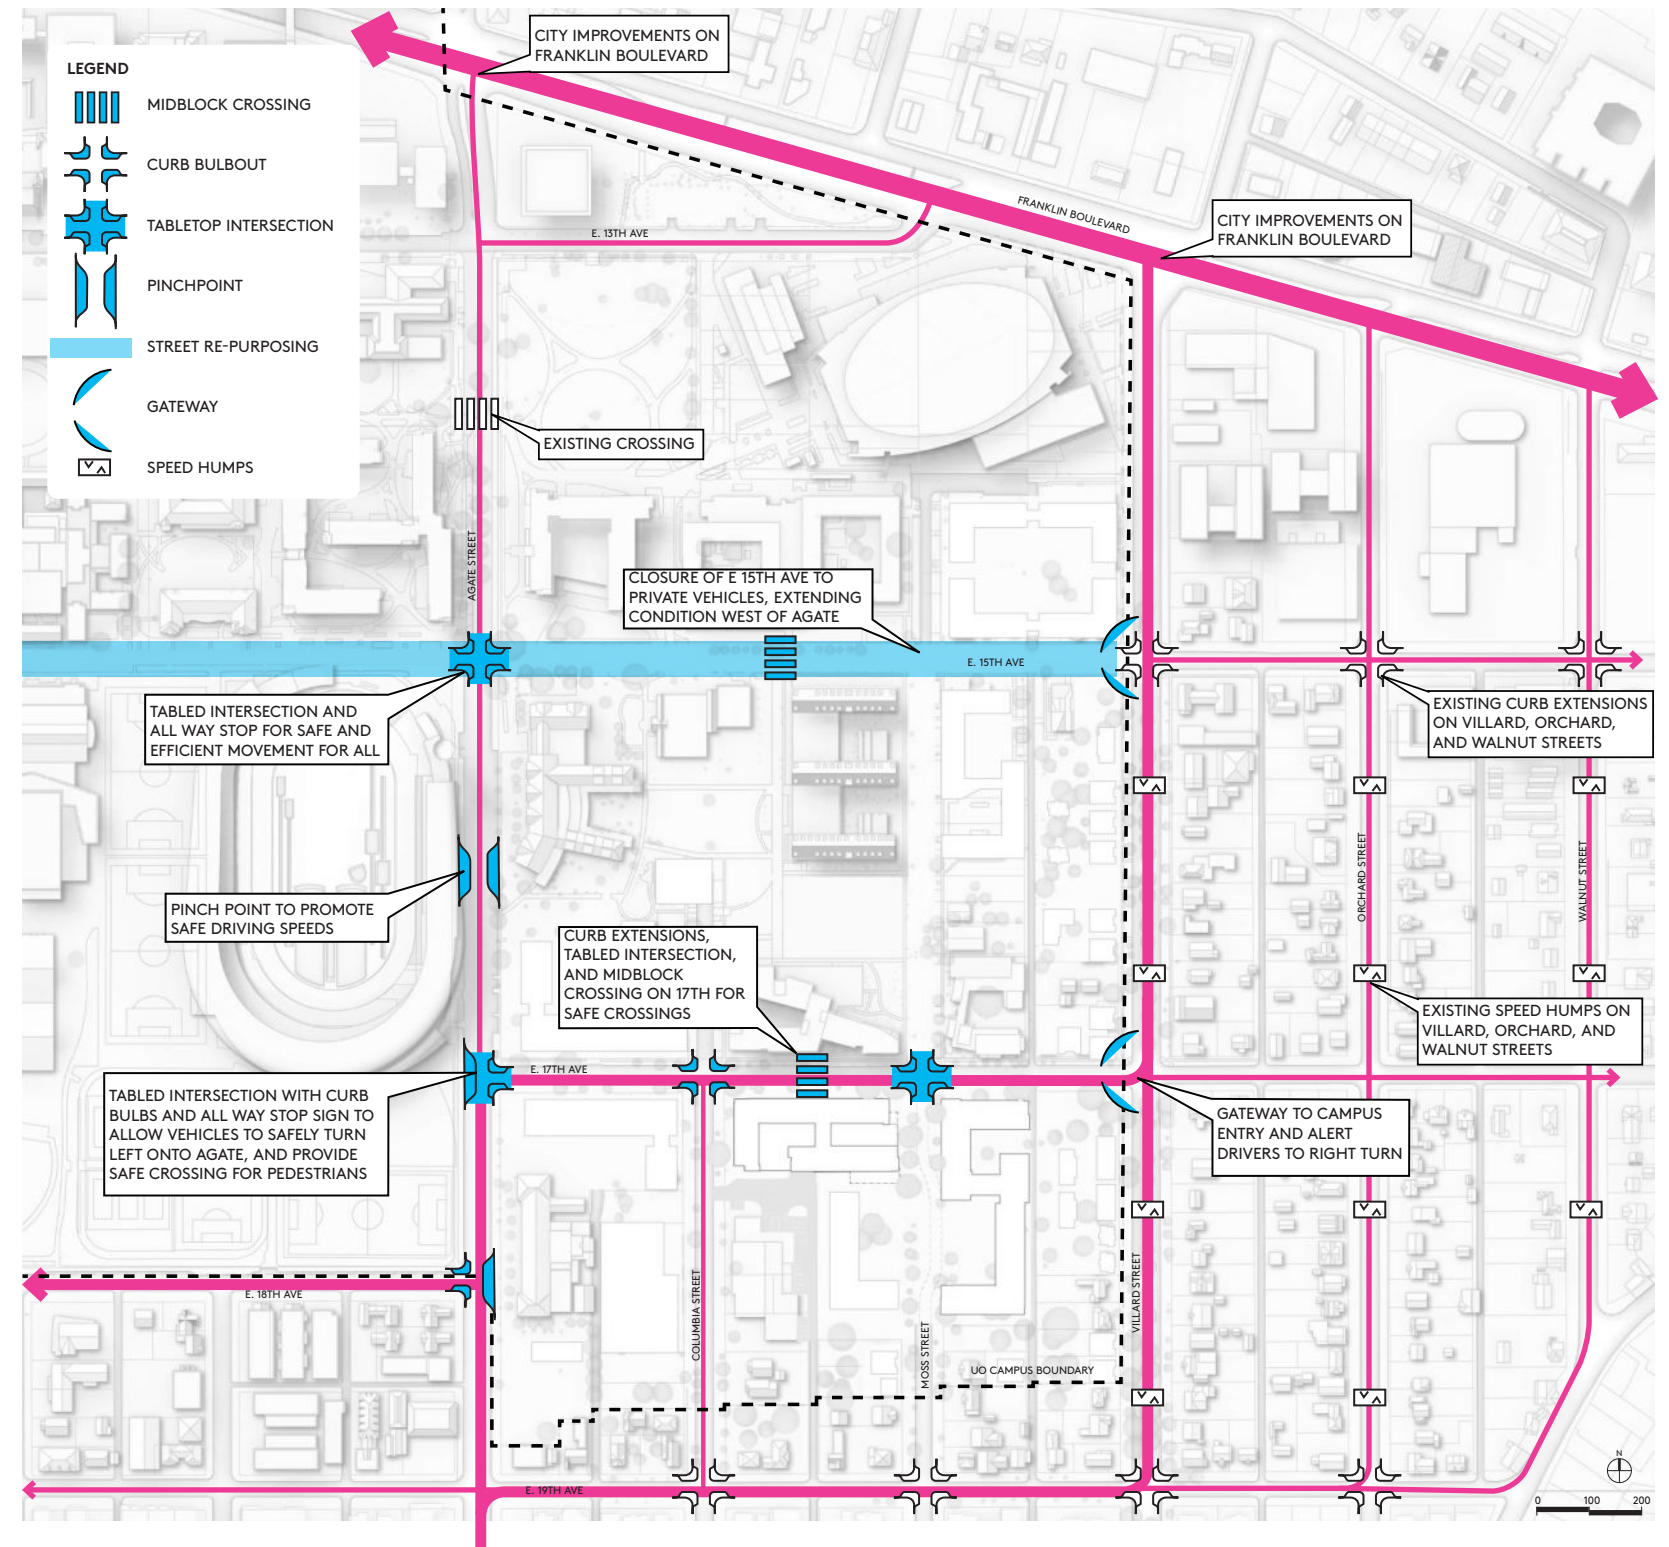 CITY IMPROVEMENTS ON
FRANKLIN BOULEVARD
LEGEND
MIDBLOCK CROSSING
CURB BULBOUT
TABLETOP INTERSECTION
PINCHPOINT
STREET RE-PURPOSING
GATEWAY
SPEED HUMPS
FRANKLIN BOULEVARD
CITY IMPROVEMENTS ON
FRANKLIN BOULEVARD
E. 13TH AVE
EXISTING CROSSING
AGATE STREET
CLOSURE OF E 15TH AVE TO
PRIVATE VEHICLES, EXTENDING
CONDITION WEST OF AGATE
E. 15TH AVE
TABLED INTERSECTION AND
ALL WAY STOP FOR SAFE AND
EFFICIENT MOVEMENT FOR ALL
EXISTING CURB EXTENSIONS
ON VILLARD, ORCHARD,
AND WALNUT STREETS
ORCHARD STREET
WALNUT STREET
PINCH POINT TO PROMOTE
SAFE DRIVING SPEEDS
CURB EXTENSIONS,
TABLED INTERSECTION,
AND MIDBLOCK
CROSSING ON 17TH FOR
SAFE CROSSINGS
EXISTING SPEED HUMPS ON
VILLARD, ORCHARD, AND
WALNUT STREETS
E. 17TH AVE
TABLED INTERSECTION WITH CURB
BULBS AND ALL WAY STOP SIGN TO
ALLOW VEHICLES TO SAFELY TURN
LEFT ONTO AGATE, AND PROVIDE
SAFE CROSSING FOR PEDESTRIANS
GATEWAY TO CAMPUS
ENTRY AND ALERT
DRIVERS TO RIGHT TURN
E. 18TH AVE
COLUMBIA STREET
MOSS STREET
VILLARD STREET
UO CAMPUS BOUNDARY
E. 19TH AVE
N
0 100 200